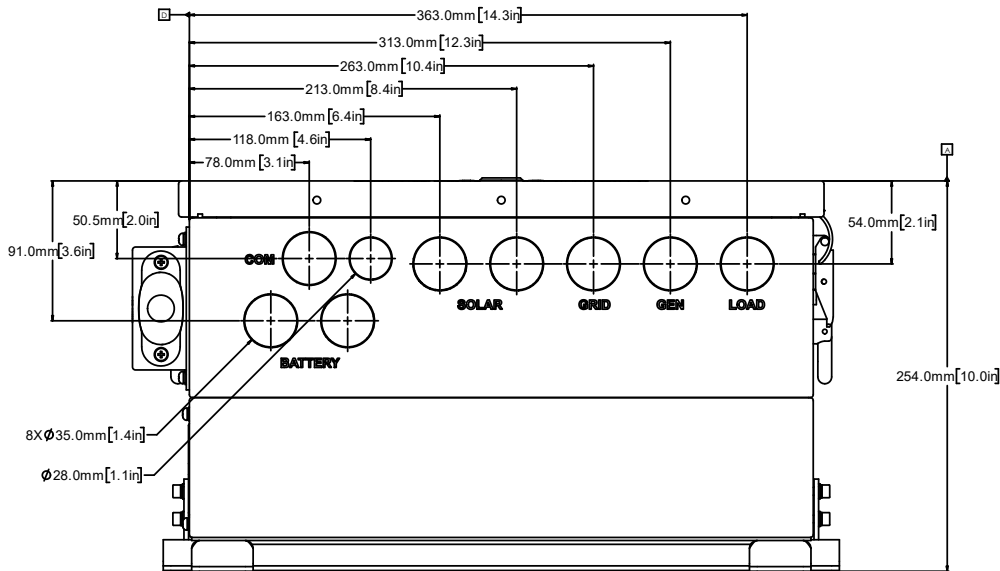 D
363.0mm[14.3in]
313.0mm[12.3in]
263.0mm[10.4in]
213.0mm[8.4in]
163.0mm[6.4in]
118.0mm[4.6in]
78.0mm[3.1in]
A
50.5mm[2.0in]
54.0mm[2.1in]
91.0mm[3.6in]
COM
SOLAR
GRID
GEN
LOAD
BATTERY
254.0mm[10.0in]
8XØ35.0mm[1.4in]
Ø28.0mm[1.1in]